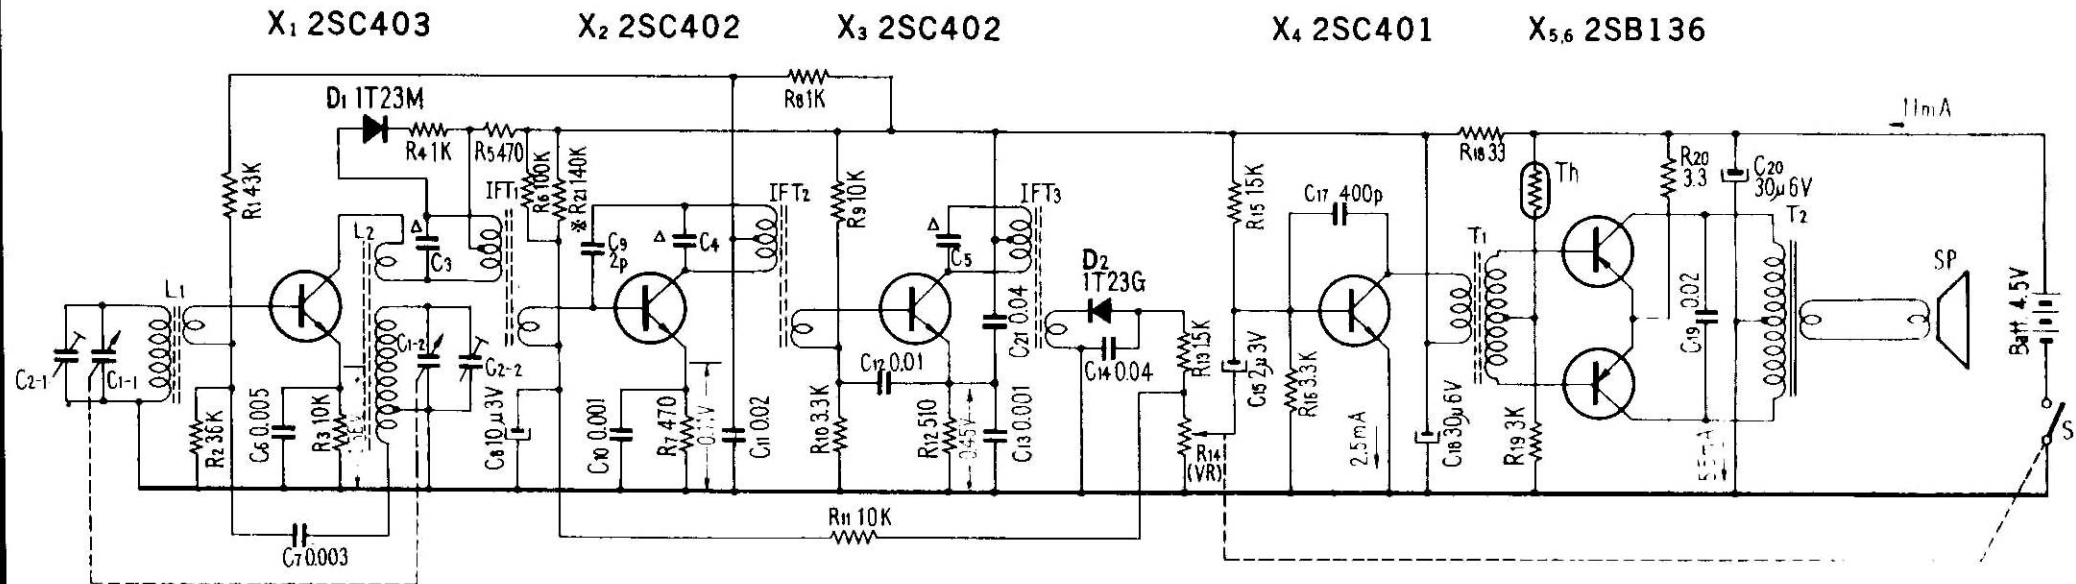 X₁ 2SC403 X₂ 2SC402 X₃ 2SC402 X₄ 2SC401 X₅,₆ 2SB136
D1 1T23M
R8 1K
11mA
R4 1K
R5 470
R1 43K
IFT1
R6 100K
※ R21 140K
IFT2
R9 10K
IFT3
R15 15K
C17 400p
R18 33
Th
R20 3.3
C20 30μ 6V
L2
Δ C3
C9 2p
Δ C4
Δ C5
D2 1T23G
T1
T2
SP
L1
C2-1
C1-1
C1-2
C2-2
C21 0.04
C14 0.04
R13 1.5K
C15 2μ 3V
R16 3.3K
C19 0.02
Batt. 4.5V
C12 0.01
R2 36K
C6 0.005
R3 10K
C8 10μ 3V
C10 0.001
R7 470
C11 0.02
R10 3.3K
R12 510
0.45V
C13 0.001
R14 (VR)
2.5mA
C18 30μ 6V
R19 3K
S
C7 0.003
R11 10K